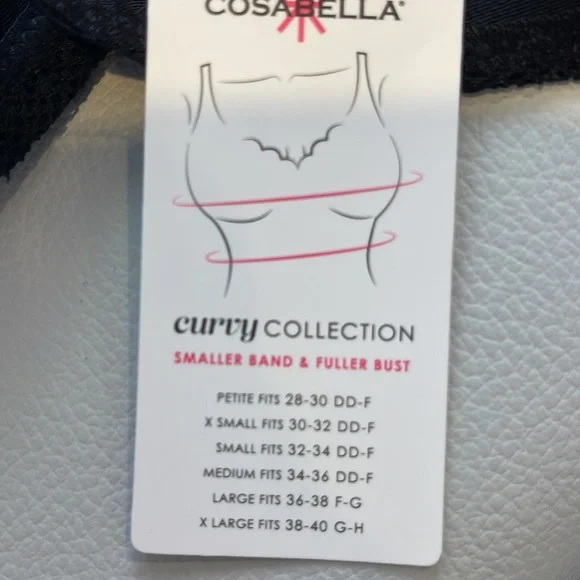 COSABELLA®
curvy COLLECTION
SMALLER BAND & FULLER BUST
PETITE FITS 28-30 DD-F
X SMALL FITS 30-32 DD-F
SMALL FITS 32-34 DD-F
MEDIUM FITS 34-36 DD-F
LARGE FITS 36-38 F-G
X LARGE FITS 38-40 G-H